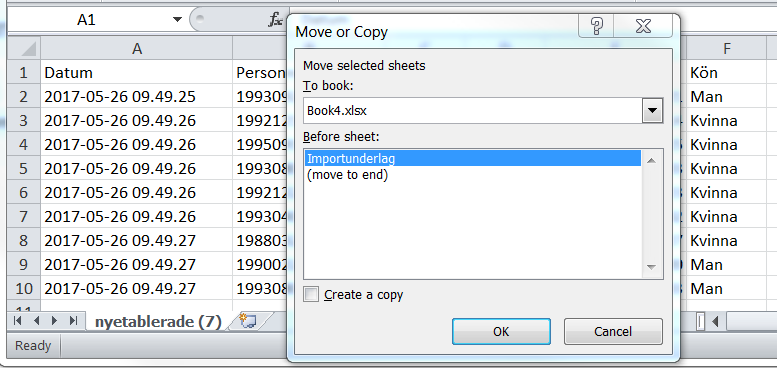 A1 fx
Move or Copy
A F
1 Datum Person Kön
2 2017-05-26 09.49.25 199309 Man
3 2017-05-26 09.49.26 199212 Kvinna
4 2017-05-26 09.49.26 199509 Kvinna
5 2017-05-26 09.49.26 199308 Kvinna
6 2017-05-26 09.49.26 199212 Kvinna
7 2017-05-26 09.49.26 199304 Kvinna
8 2017-05-26 09.49.27 198803 Kvinna
9 2017-05-26 09.49.27 199002 Man
10 2017-05-26 09.49.27 199308 Man
Move selected sheets
To book:
Book4.xlsx
Before sheet:
Importunderlag
(move to end)
Create a copy
OK Cancel
nyetablerade (7)
Ready